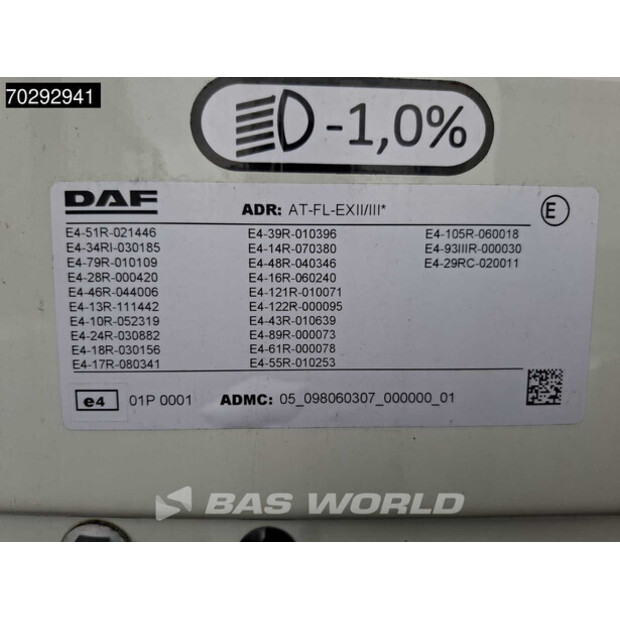 70292941
-1,0%
DAF
ADR: AT-FL-EXII/III*
E
E4-51R-021446
E4-34RI-030185
E4-79R-010109
E4-28R-000420
E4-46R-044006
E4-13R-111442
E4-10R-052319
E4-24R-030882
E4-18R-030156
E4-17R-080341
E4-39R-010396
E4-14R-070380
E4-48R-040346
E4-16R-060240
E4-121R-010071
E4-122R-000095
E4-43R-010639
E4-89R-000073
E4-61R-000078
E4-55R-010253
E4-105R-060018
E4-93IIIR-000030
E4-29RC-020011
e4 01P 0001 ADMC: 05_098060307_000000_01
BAS WORLD